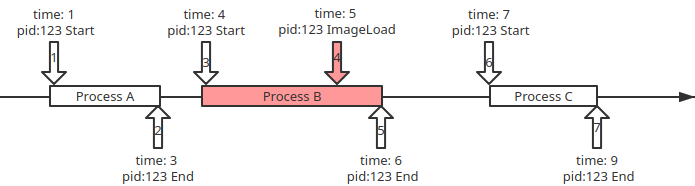 time: 1
pid:123 Start
time: 4
pid:123 Start
time: 5
pid:123 ImageLoad
time: 7
pid:123 Start
1
3
4
6
Process A
Process B
Process C
2
5
7
time: 3
pid:123 End
time: 6
pid:123 End
time: 9
pid:123 End